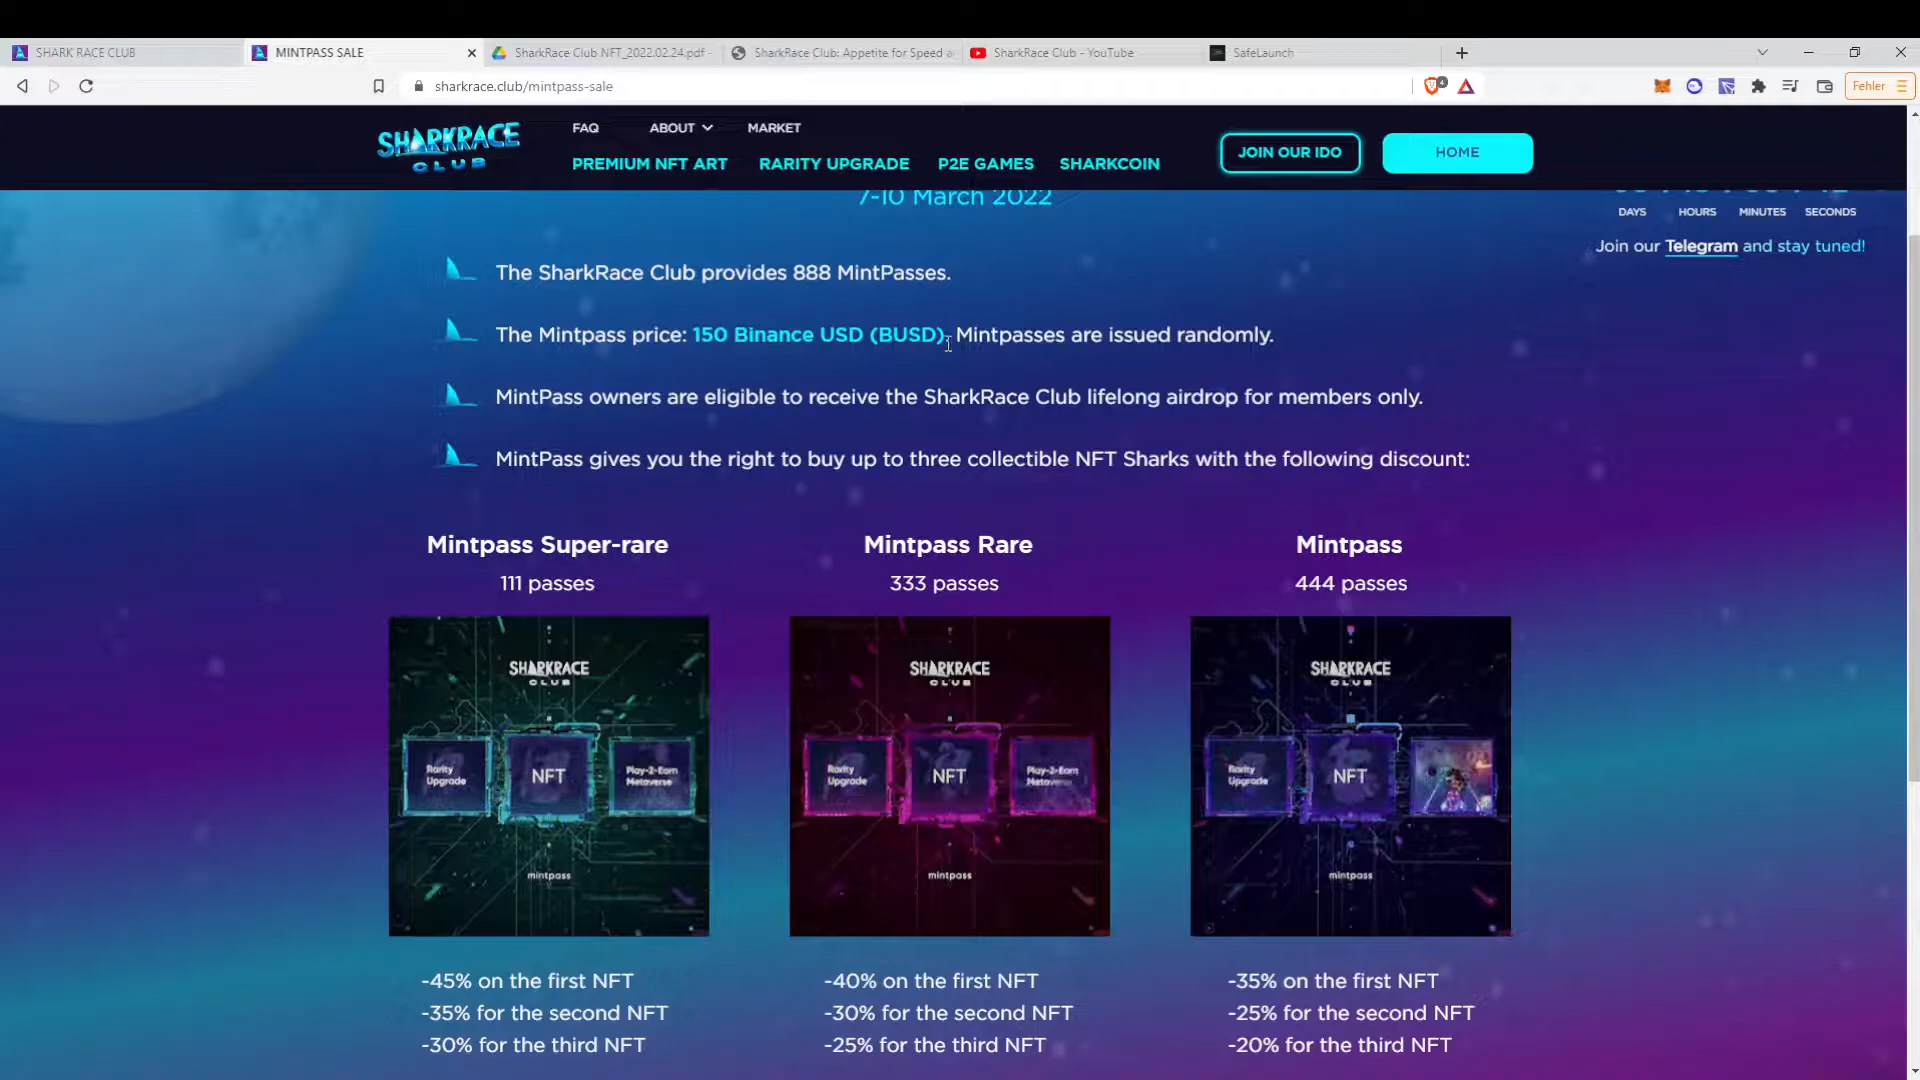 SHARK RACE CLUB
MINTPASS SALE
SharkRace Club NFT_2022.02.24.pdf -
SharkRace Club: Appetite for Speed a
SharkRace Club - YouTube
SafeLaunch
sharkrace.club/mintpass-sale
4
Fehler
SHARKRACE
CLUB
FAQ
ABOUT
MARKET
PREMIUM NFT ART
RARITY UPGRADE
P2E GAMES
SHARKCOIN
JOIN OUR IDO
HOME
7-10 March 2022
DAYS
HOURS
MINUTES
SECONDS
Join our Telegram and stay tuned!
The SharkRace Club provides 888 MintPasses.
The Mintpass price: 150 Binance USD (BUSD). Mintpasses are issued randomly.
MintPass owners are eligible to receive the SharkRace Club lifelong airdrop for members only.
MintPass gives you the right to buy up to three collectible NFT Sharks with the following discount:
Mintpass Super-rare
111 passes
SHARKRACE
CLUB
Rarity
Upgrade
NFT
Play-2-Earn
Metaverse
mintpass
-45% on the first NFT
-35% for the second NFT
-30% for the third NFT
Mintpass Rare
333 passes
SHARKRACE
CLUB
Rarity
Upgrade
NFT
Play-2-Earn
Metaverse
mintpass
-40% on the first NFT
-30% for the second NFT
-25% for the third NFT
Mintpass
444 passes
SHARKRACE
CLUB
Rarity
Upgrade
NFT
mintpass
-35% on the first NFT
-25% for the second NFT
-20% for the third NFT